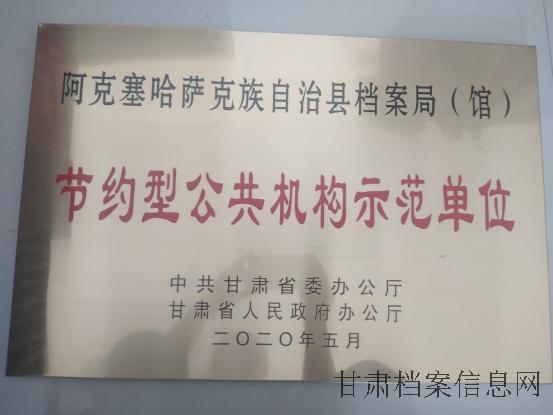 阿克塞哈萨克族自治县档案局（馆）
节约型公共机构示范单位
中共甘肃省委办公厅
甘肃省人民政府办公厅
二〇二〇年五月
甘肃档案信息网